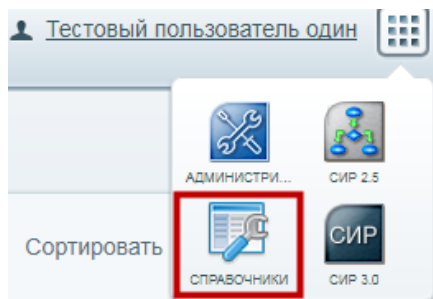 Тестовый пользователь один
АДМИНИСТРИ...
СИР 2.5
Сортировать
СИР
СПРАВОЧНИКИ
СИР 3.0